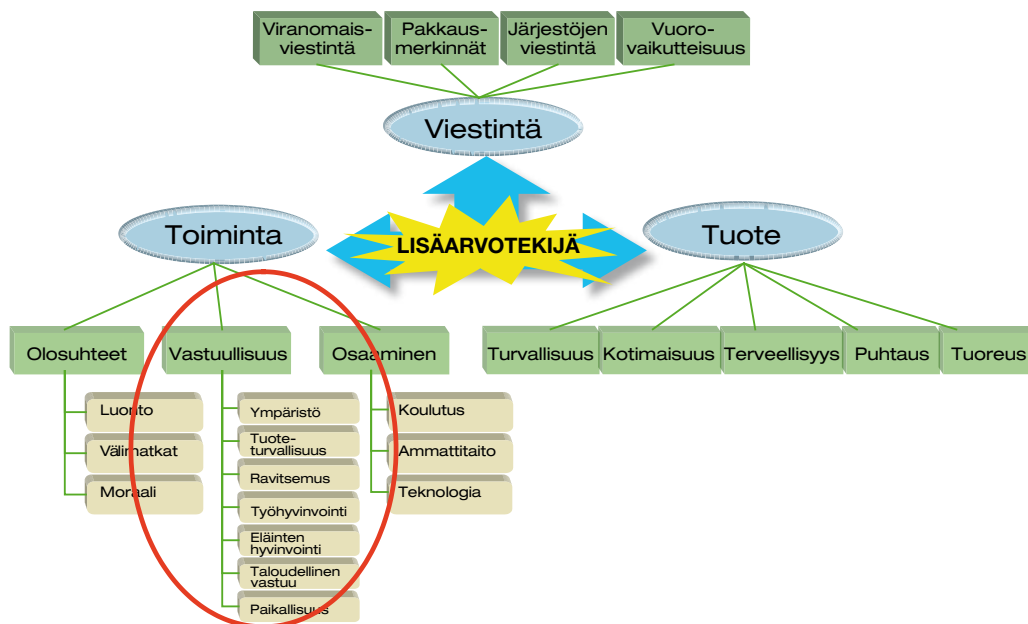 Viranomais-
viestintä
Pakkaus-
merkinnät
Järjestöjen
viestintä
Vuoro-
vaikutteisuus
Viestintä
Toiminta
LISÄARVOTEKIJÄ
Tuote
Olosuhteet
Vastuullisuus
Osaaminen
Turvallisuus
Kotimaisuus
Terveellisyys
Puhtaus
Tuoreus
Luonto
Välimatkat
Moraali
Ympäristö
Tuote-
turvallisuus
Ravitsemus
Työhyvinvointi
Eläinten
hyvinvointi
Taloudellinen
vastuu
Paikallisuus
Koulutus
Ammattitaito
Teknologia